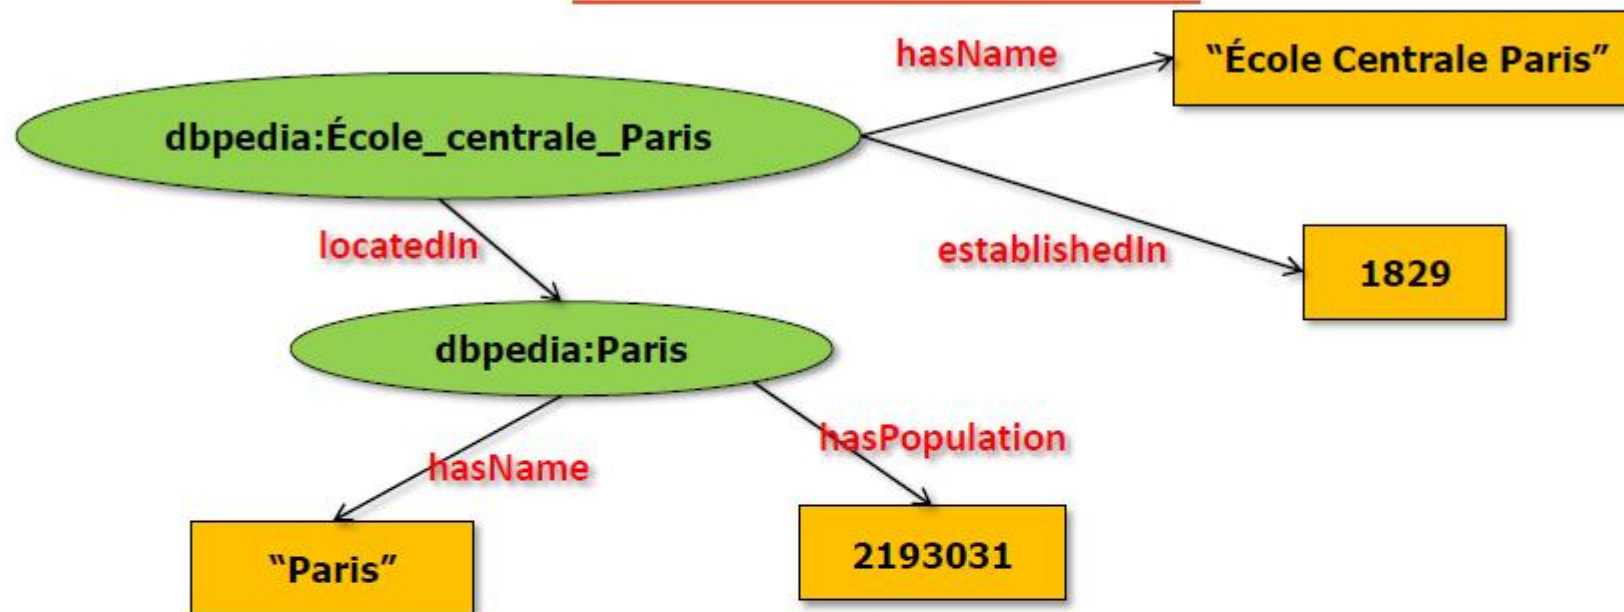 hasName
“École Centrale Paris”
dbpedia:École_centrale_Paris
locatedIn
establishedIn
1829
dbpedia:Paris
hasPopulation
hasName
“Paris”
2193031